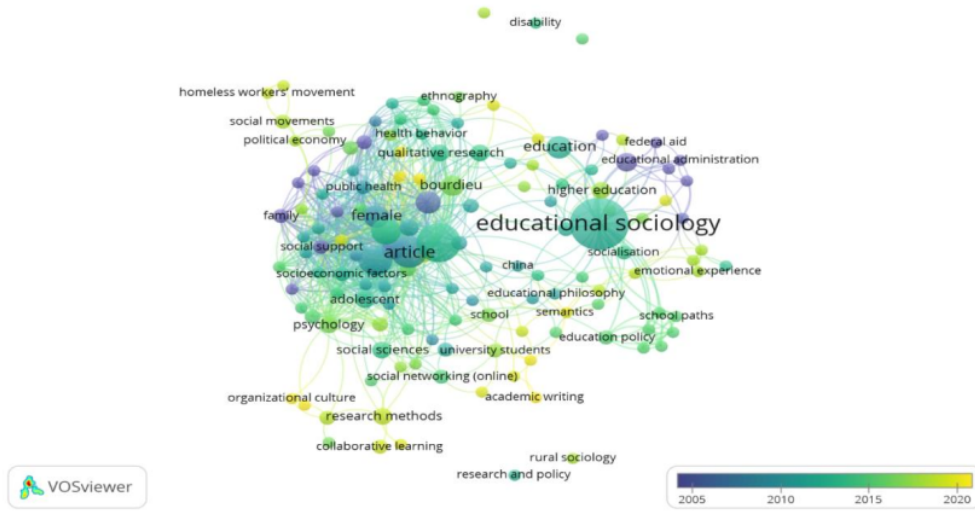 disability
homeless workers' movement
ethnography
social movements
political economy
health behavior
education
federal aid
qualitative research
educational administration
public health
bourdieu
higher education
family
female
educational sociology
social support
article
socialisation
socioeconomic factors
china
emotional experience
adolescent
educational philosophy
psychology
school
semantics
school paths
education policy
social sciences
university students
social networking (online)
organizational culture
academic writing
research methods
collaborative learning
rural sociology
research and policy
VOSviewer
2005 2010 2015 2020